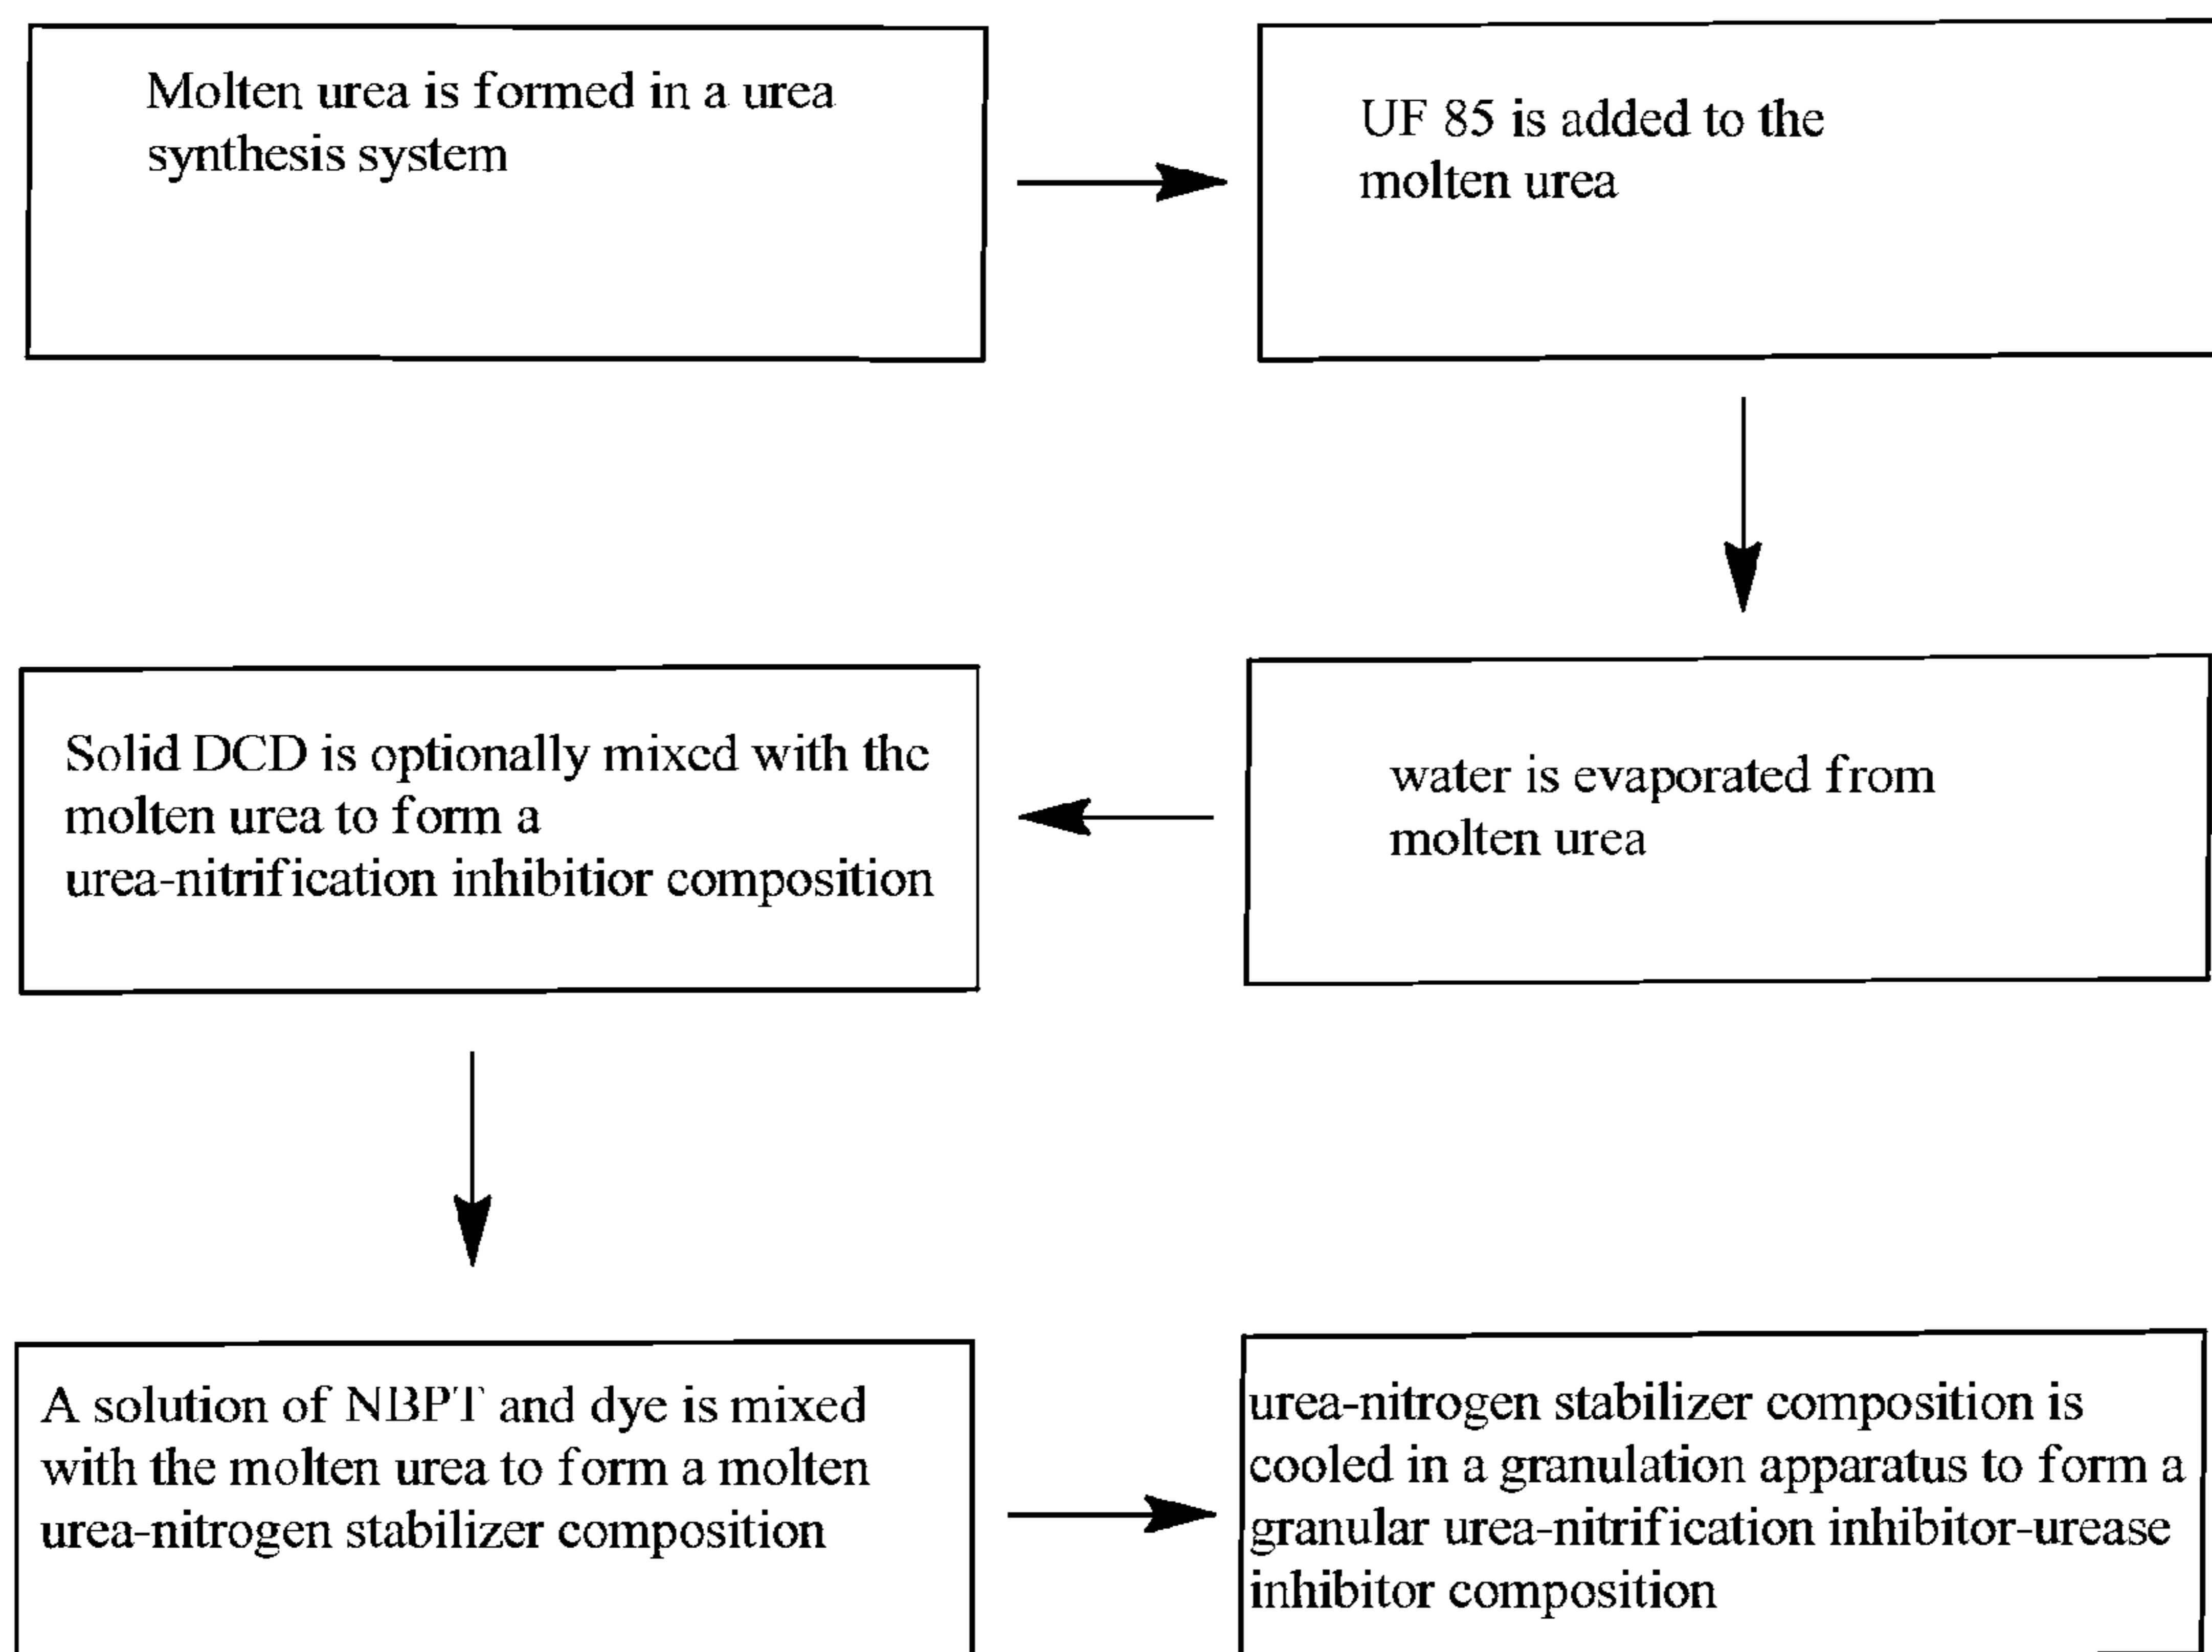 Molten urea is formed in a urea
synthesis system
UF 85 is added to the
molten urea
water is evaporated from
molten urea
Solid DCD is optionally mixed with the
molten urea to form a
urea-nitrification inhibitior composition
A solution of NBPT and dye is mixed
with the molten urea to form a molten
urea-nitrogen stabilizer composition
urea-nitrogen stabilizer composition is
cooled in a granulation apparatus to form a
granular urea-nitrification inhibitor-urease
inhibitor composition